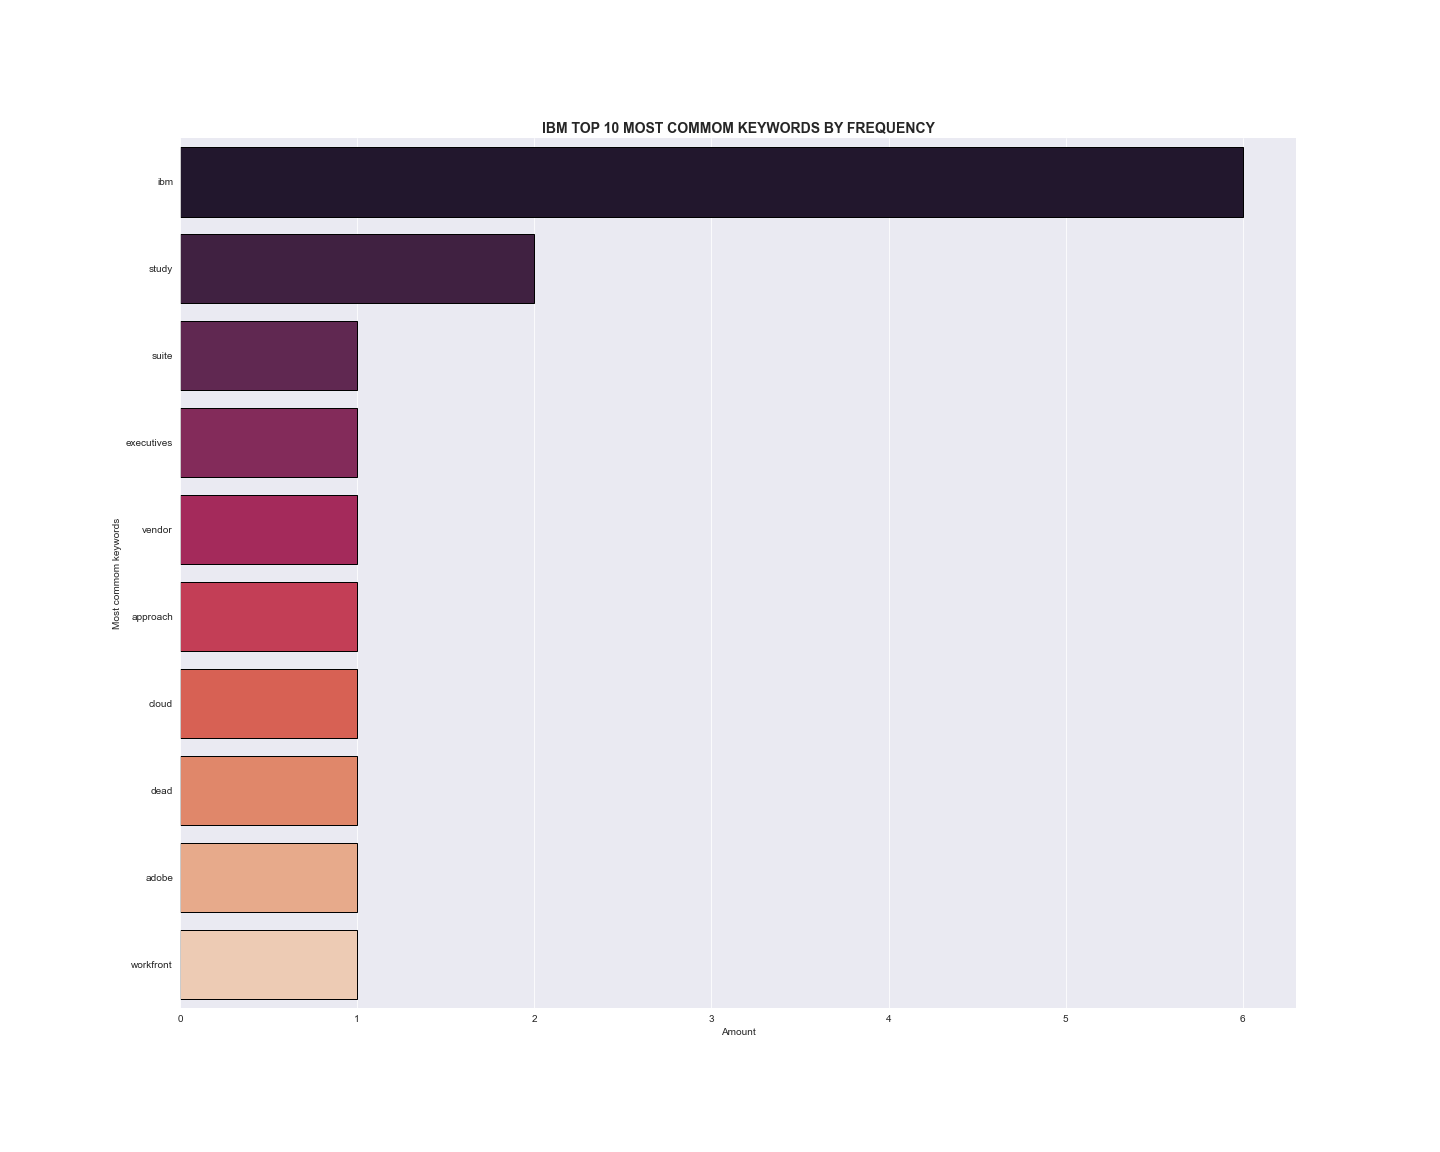 IBM TOP 10 MOST COMMOM KEYWORDS BY FREQUENCY
ibm
study
suite
executives
vendor
approach
cloud
dead
adobe
workfront
Most commom keywords
0 1 2 3 4 5 6
Amount